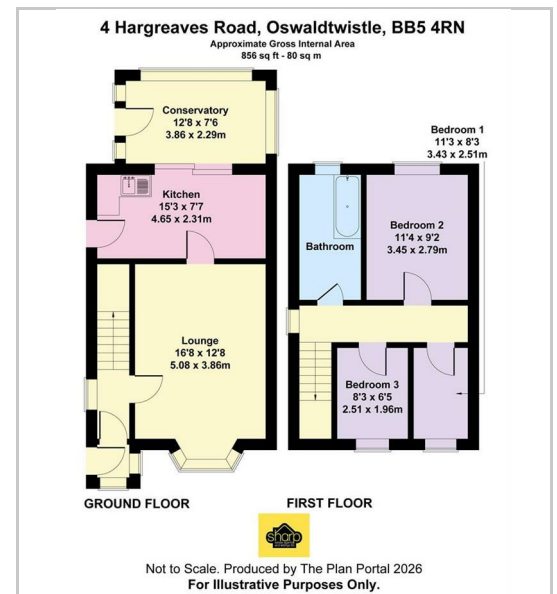 4 Hargreaves Road, Oswaldtwistle, BB5 4RN
Approximate Gross Internal Area
856 sq ft - 80 sq m
Conservatory
12'8 x 7'6
3.86 x 2.29m
Kitchen
15'3 x 7'7
4.65 x 2.31m
Lounge
16'8 x 12'8
5.08 x 3.86m
GROUND FLOOR
Bedroom 1
11'3 x 8'3
3.43 x 2.51m
Bathroom
Bedroom 2
11'4 x 9'2
3.45 x 2.79m
Bedroom 3
8'3 x 6'5
2.51 x 1.96m
FIRST FLOOR
sharp
Not to Scale. Produced by The Plan Portal 2026
For Illustrative Purposes Only.